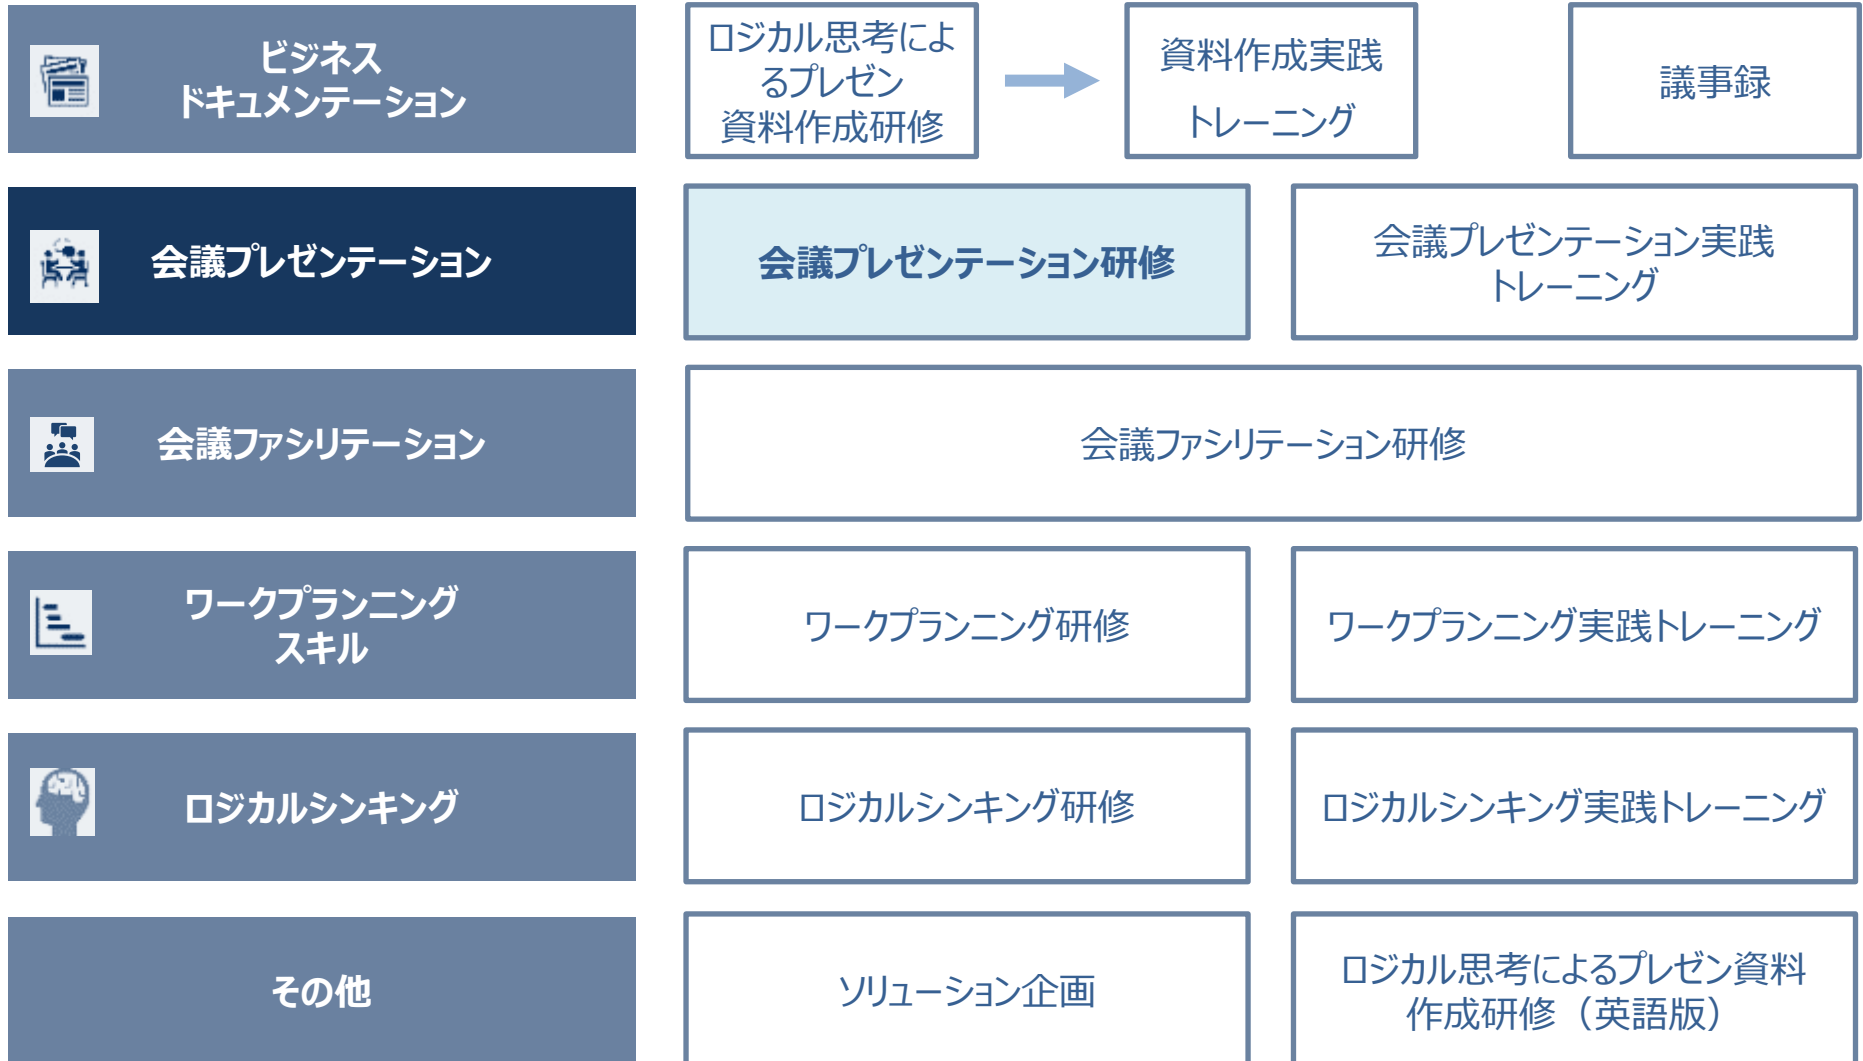 ビジネス
ドキュメンテーション
ロジカル思考によ
るプレゼン
資料作成研修
資料作成実践
トレーニング
議事録
会議プレゼンテーション
会議プレゼンテーション研修
会議プレゼンテーション実践
トレーニング
会議ファシリテーション
会議ファシリテーション研修
ワークプランニング
スキル
ワークプランニング研修
ワークプランニング実践トレーニング
ロジカルシンキング
ロジカルシンキング研修
ロジカルシンキング実践トレーニング
その他
ソリューション企画
ロジカル思考によるプレゼン資料
作成研修（英語版）